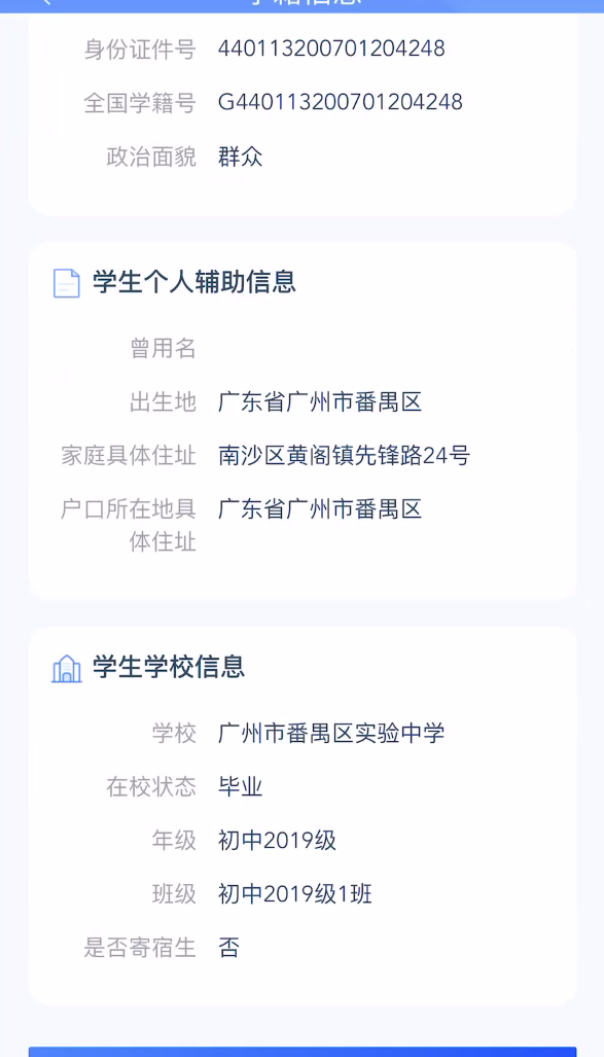 身份证件号 440113200701204248
全国学籍号 G440113200701204248
政治面貌 群众
学生个人辅助信息
曾用名
出生地 广东省广州市番禺区
家庭具体住址 南沙区黄阁镇先锋路24号
户口所在地具 广东省广州市番禺区
体住址
学生学校信息
学校 广州市番禺区实验中学
在校状态 毕业
年级 初中2019级
班级 初中2019级1班
是否寄宿生 否